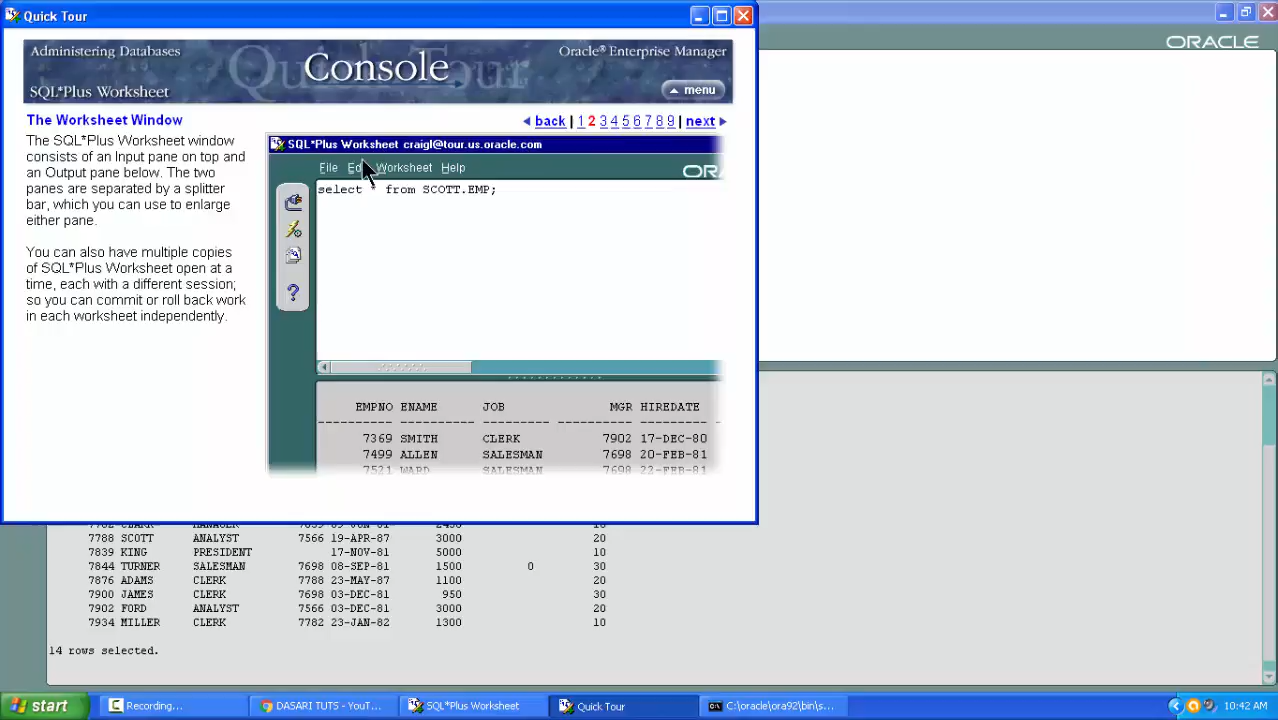 Quick Tour
ORACLE
Administering Databases
Console
Oracle® Enterprise Manager
SQL*Plus Worksheet
menu
The Worksheet Window
back | 1 2 3 4 5 6 7 8 9 | next
The SQL*Plus Worksheet window
consists of an Input pane on top and
an Output pane below. The two
panes are separated by a splitter
bar, which you can use to enlarge
either pane.
You can also have multiple copies
of SQL*Plus Worksheet open at a
time, each with a different session;
so you can commit or roll back work
in each worksheet independently.
SQL*Plus Worksheet craigl@tour.us.oracle.com
File Ed Worksheet Help
ORA
select * from SCOTT.EMP;
EMPNO ENAME JOB MGR HIREDATE
---------- ---------- --------- ---------- ---------
7369 SMITH CLERK 7902 17-DEC-80
7499 ALLEN SALESMAN 7698 20-FEB-81
7521 WARD SALESMAN 7698 22-FEB-81
7788 SCOTT ANALYST 7566 19-APR-87 3000 20
7839 KING PRESIDENT 17-NOV-81 5000 10
7844 TURNER SALESMAN 7698 08-SEP-81 1500 0 30
7876 ADAMS CLERK 7788 23-MAY-87 1100 20
7900 JAMES CLERK 7698 03-DEC-81 950 30
7902 FORD ANALYST 7566 03-DEC-81 3000 20
7934 MILLER CLERK 7782 23-JAN-82 1300 10
14 rows selected.
start
Recording...
DASARI TUTS - YouT...
SQL*Plus Worksheet
Quick Tour
C:\oracle\ora92\bin\s...
10:42 AM